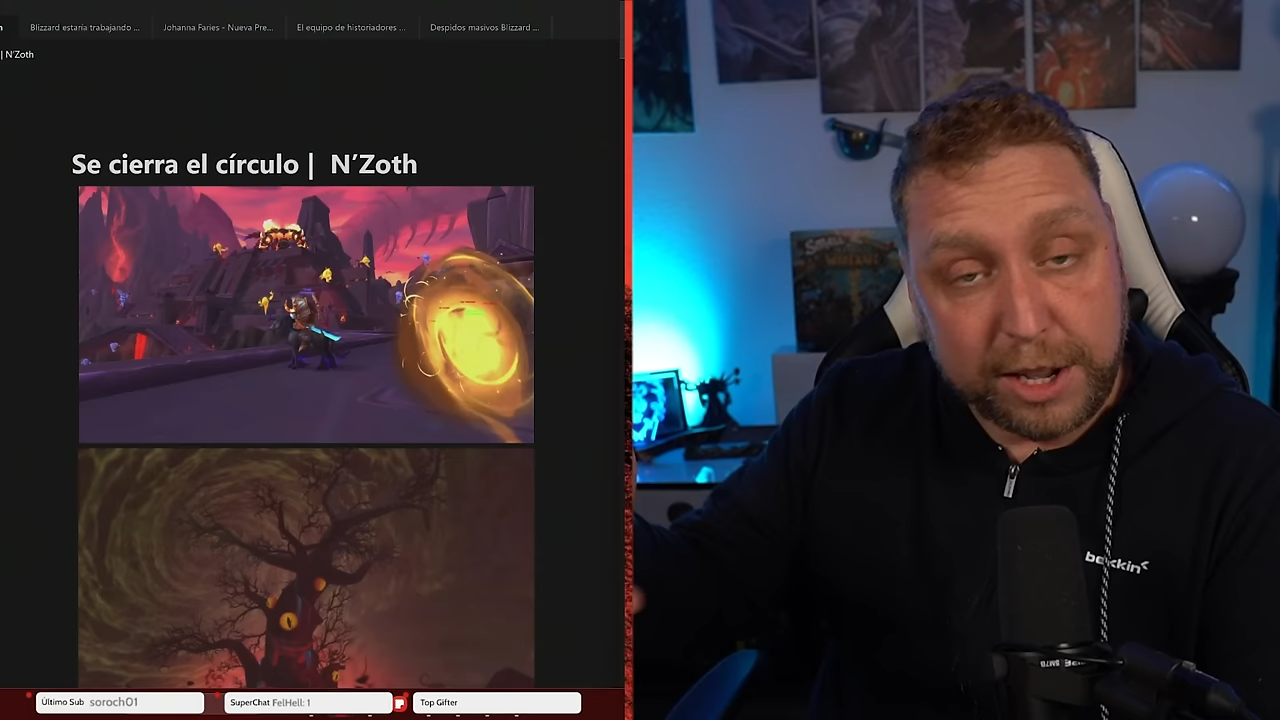 Blizzard estaría trabajando ...
Johanna Faries - Nueva Pre...
El equipo de historiadores ...
Despidos masivos Blizzard ...
| N'Zoth
Se cierra el círculo | N'Zoth
Último Sub soroch01
SuperChat FelHell: 1
Top Gifter